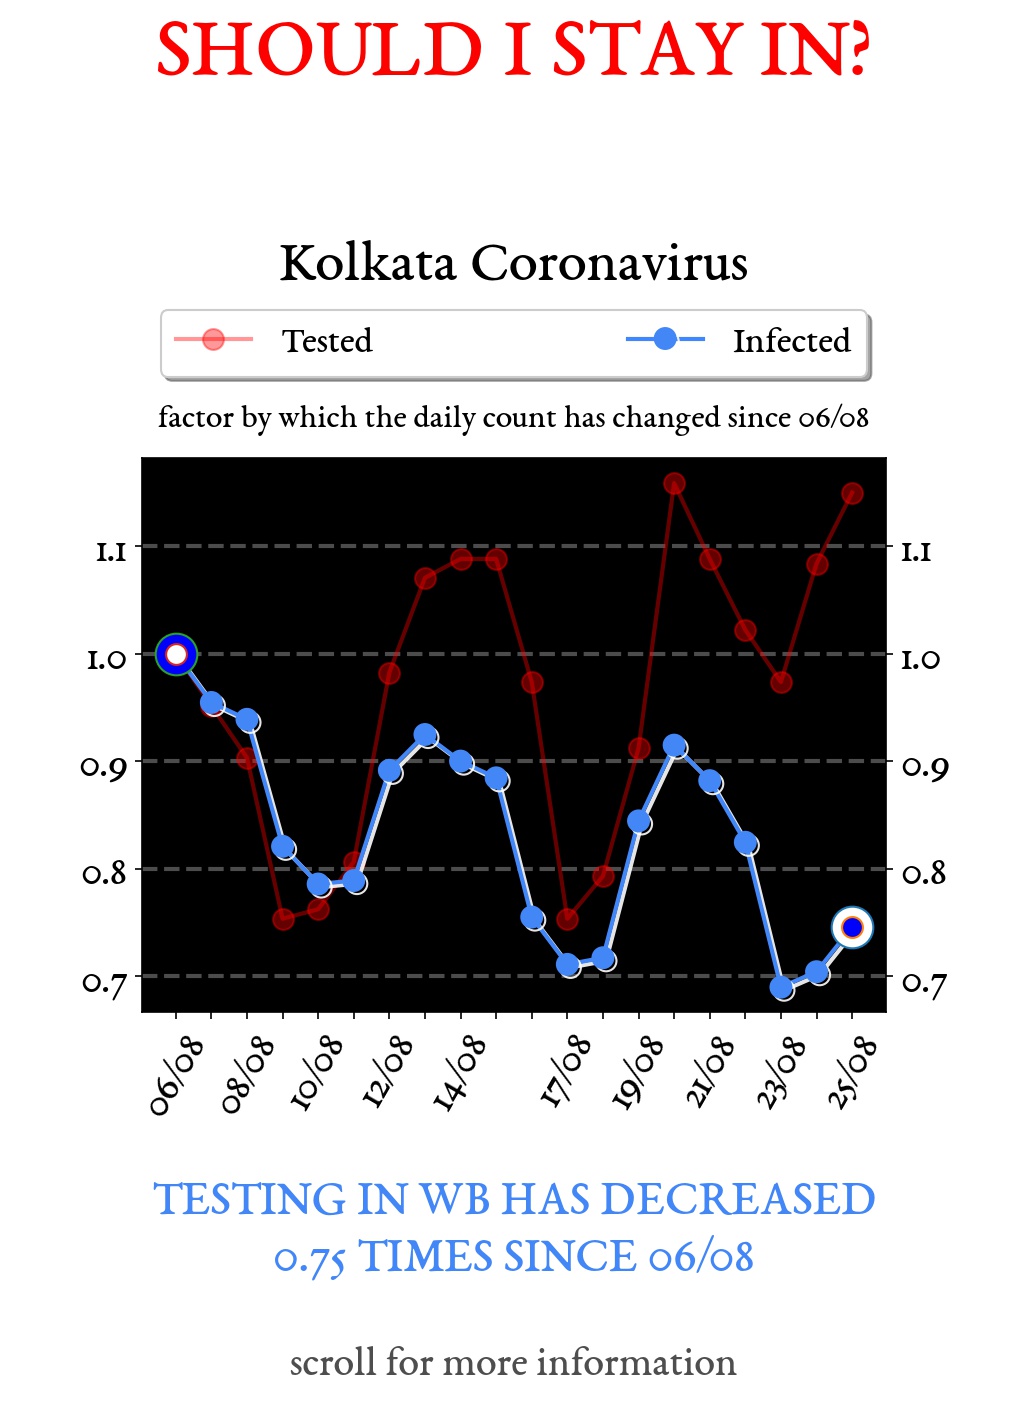 SHOULD I STAY IN?
Kolkata Coronavirus
Tested Infected
factor by which the daily count has changed since 06/08
1.1 1.1
1.0 1.0
0.9 0.9
0.8 0.8
0.7 0.7
06/08 08/08 10/08 12/08 14/08 17/08 19/08 21/08 23/08 25/08
TESTING IN WB HAS DECREASED
0.75 TIMES SINCE 06/08
scroll for more information